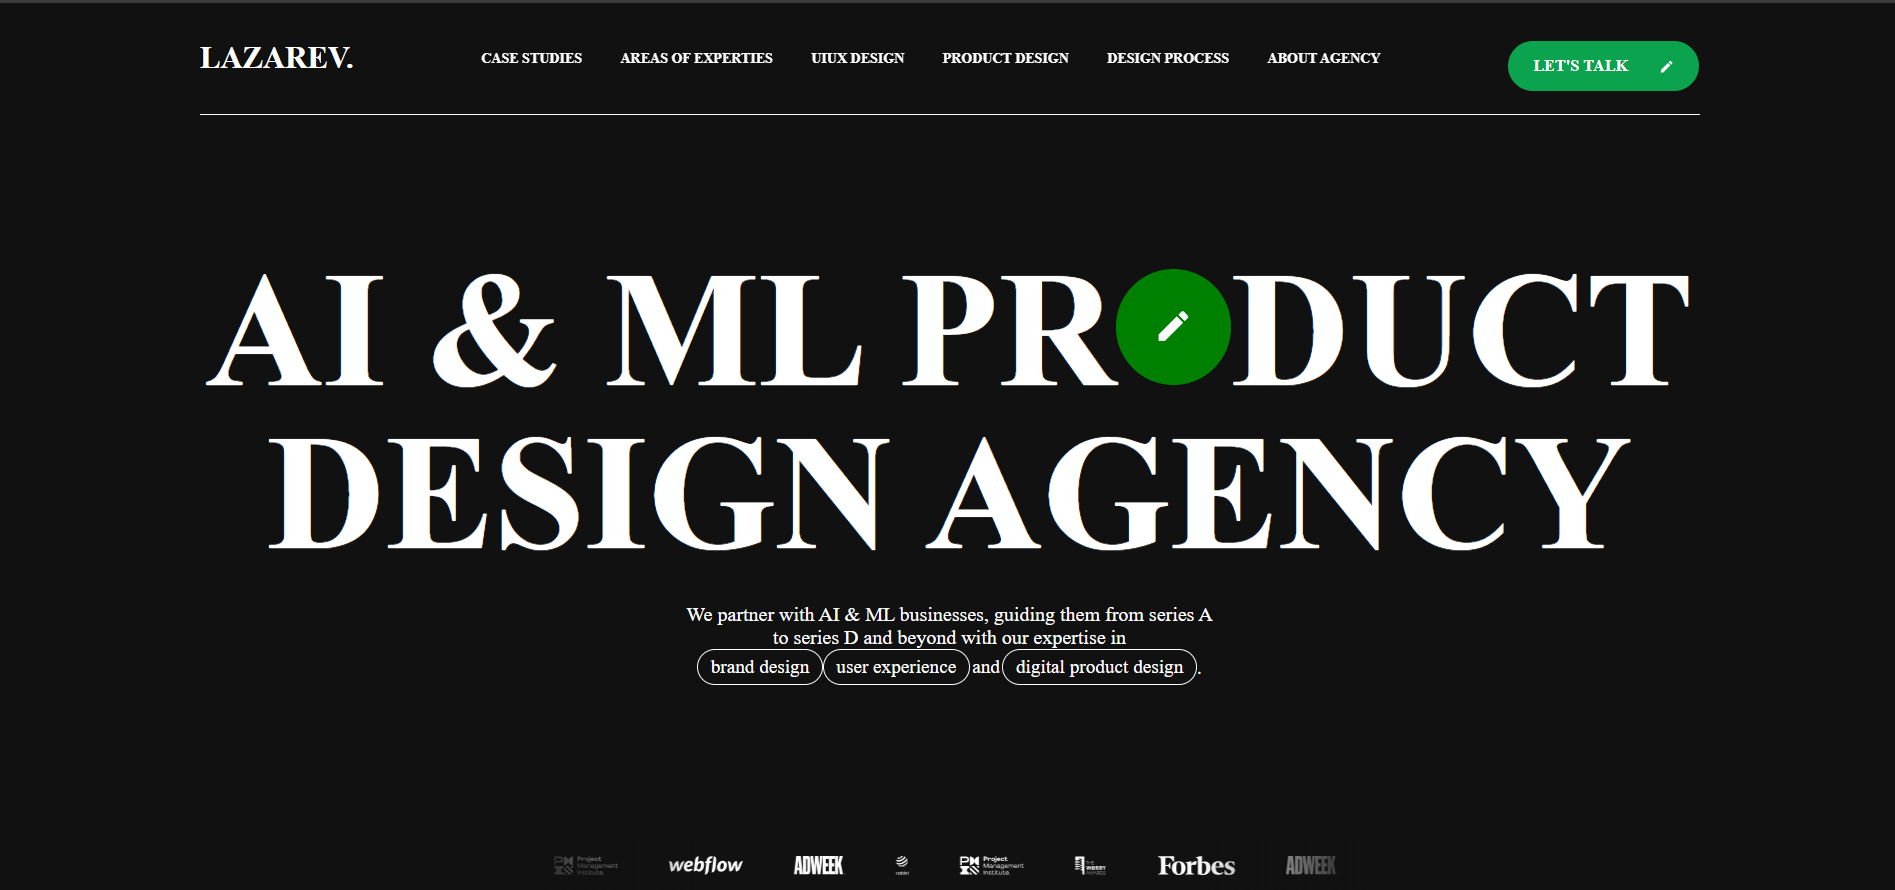 LAZAREV.
CASE STUDIES
AREAS OF EXPERTIES
UIUX DESIGN
PRODUCT DESIGN
DESIGN PROCESS
ABOUT AGENCY
LET'S TALK
AI & ML PR DUCT
DESIGN AGENCY
We partner with AI & ML businesses, guiding them from series A
to series D and beyond with our expertise in
brand design user experience and digital product design.
Project
Management
Institute.
webflow
ADWEEK
Project
Management
Institute.
THE
WEBBY
AWARDS
Forbes
ADWEEK